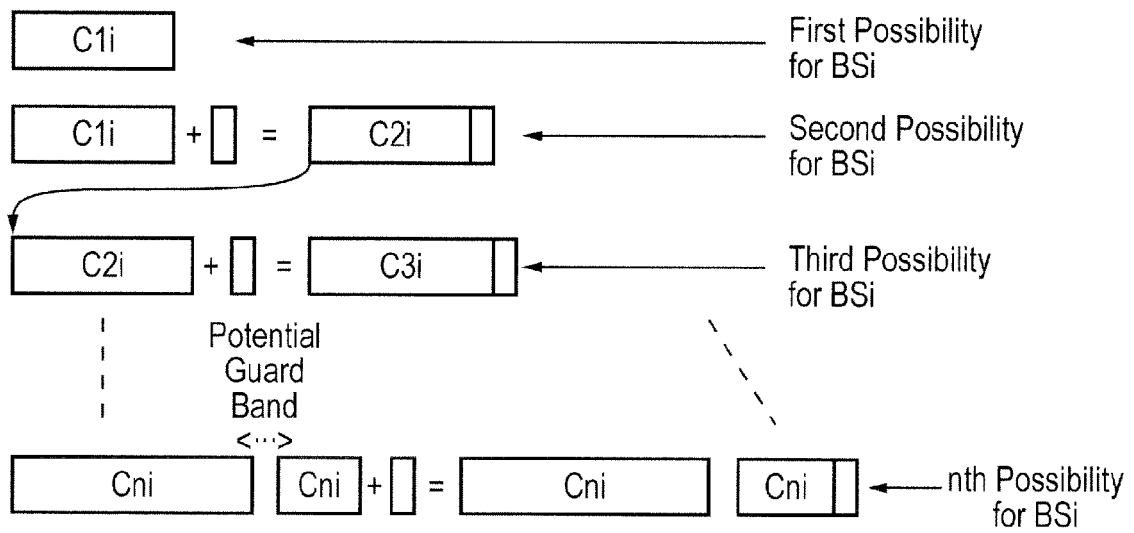 C1i
First Possibility
for BSi
C1i + = C2i
Second Possibility
for BSi
C2i + = C3i
Third Possibility
for BSi
Potential
Guard
Band
<...>
Cni Cni + = Cni Cni
nth Possibility
for BSi